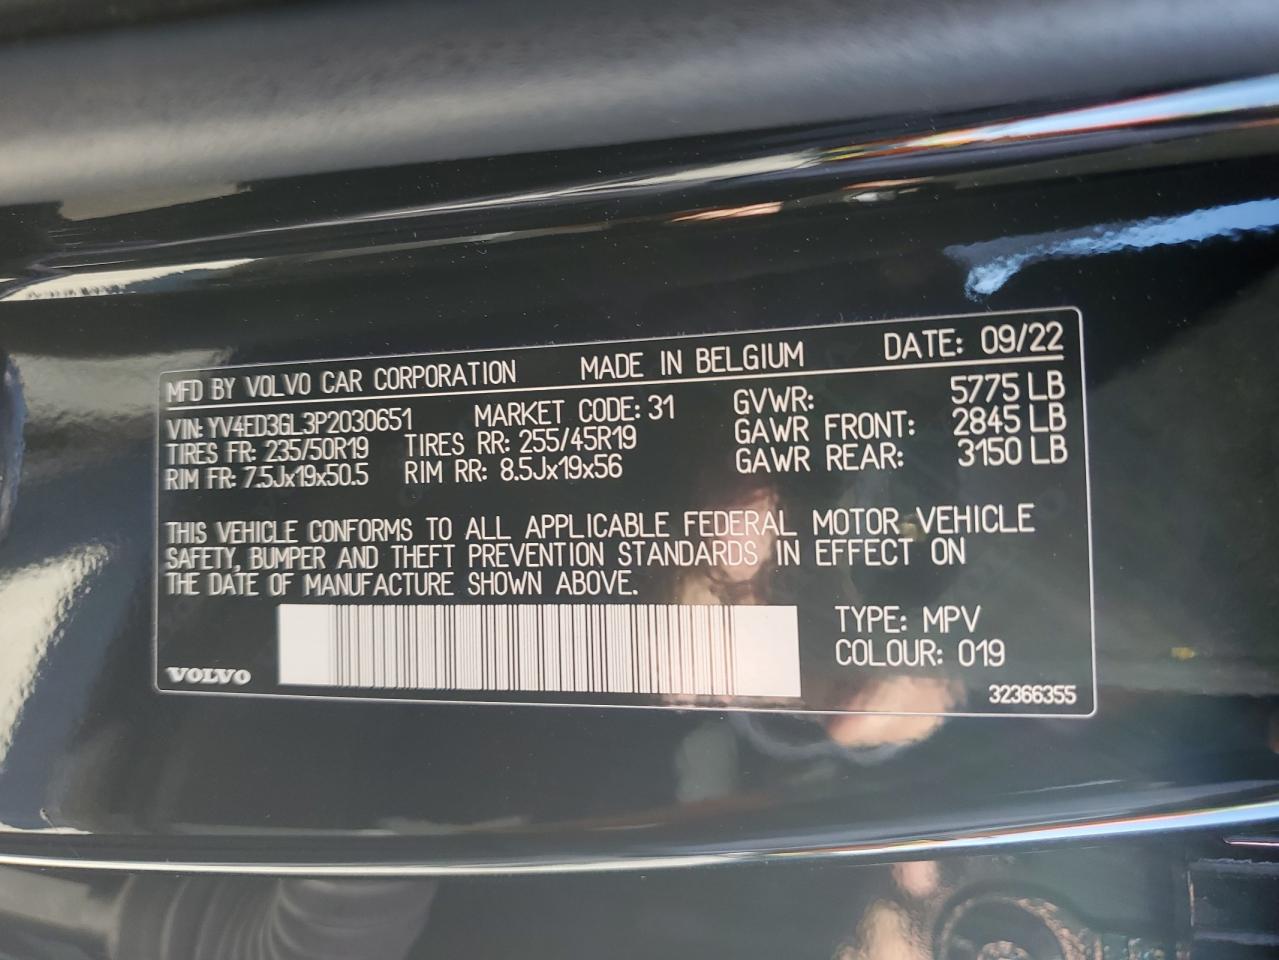 MFD BY VOLVO CAR CORPORATION MADE IN BELGIUM DATE: 09/22
VIN: YV4ED3GL3P2030651 MARKET CODE: 31 GVWR: 5775 LB
TIRES FR: 235/50R19 TIRES RR: 255/45R19 GAWR FRONT: 2845 LB
RIM FR: 7.5Jx19x50.5 RIM RR: 8.5Jx19x56 GAWR REAR: 3150 LB
THIS VEHICLE CONFORMS TO ALL APPLICABLE FEDERAL MOTOR VEHICLE
SAFETY, BUMPER AND THEFT PREVENTION STANDARDS IN EFFECT ON
THE DATE OF MANUFACTURE SHOWN ABOVE.
TYPE: MPV
COLOUR: 019
VOLVO
32366355